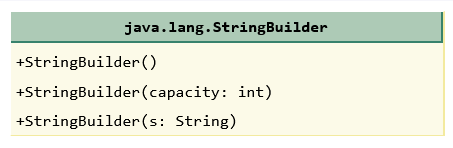 java.lang.StringBuilder
+StringBuilder()
+StringBuilder(capacity: int)
+StringBuilder(s: String)